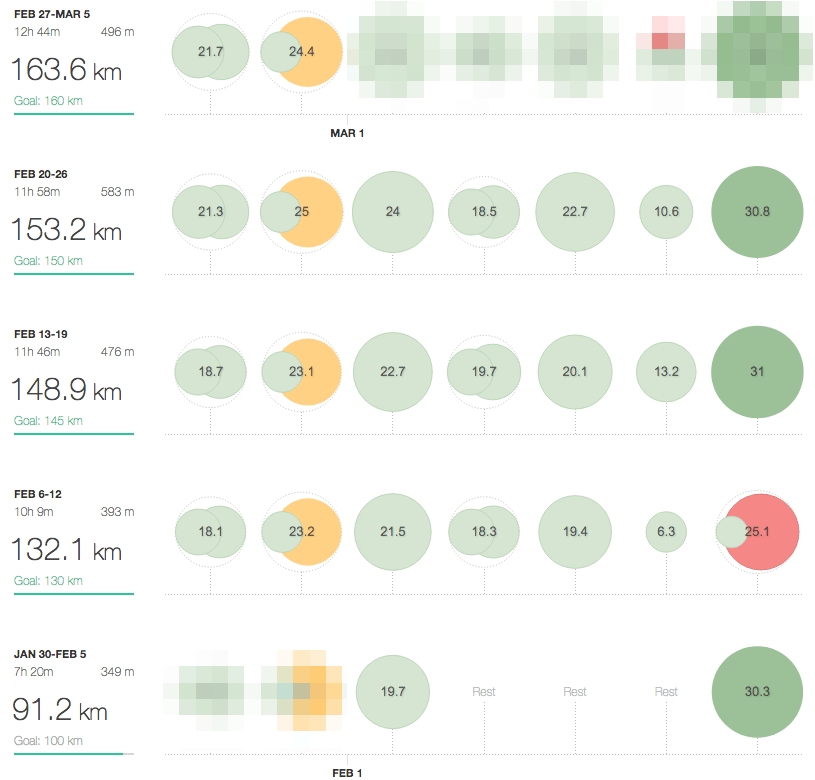 FEB 27-MAR 5
12h 44m 496 m
163.6 km
Goal: 160 km
21.7 24.4
MAR 1
FEB 20-26
11h 58m 583 m
153.2 km
Goal: 150 km
21.3 25 24 18.5 22.7 10.6 30.8
FEB 13-19
11h 46m 476 m
148.9 km
Goal: 145 km
18.7 23.1 22.7 19.7 20.1 13.2 31
FEB 6-12
10h 9m 393 m
132.1 km
Goal: 130 km
18.1 23.2 21.5 18.3 19.4 6.3 25.1
JAN 30-FEB 5
7h 20m 349 m
91.2 km
Goal: 100 km
19.7 Rest Rest Rest 30.3
FEB 1